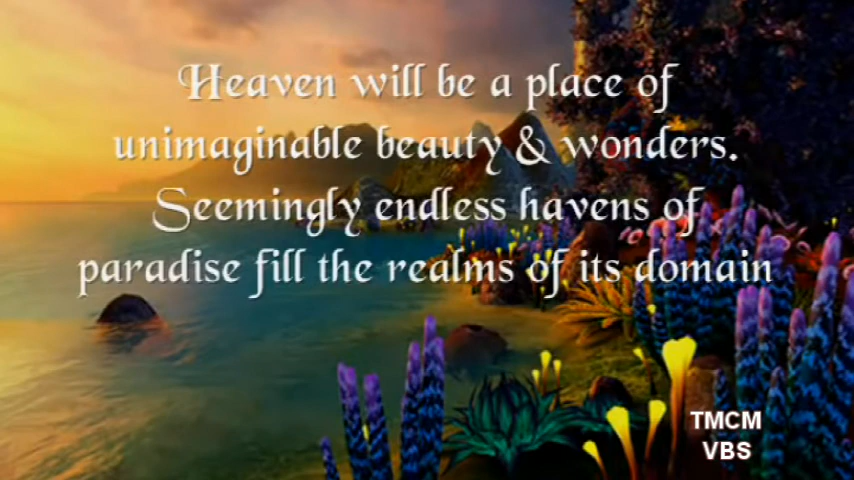 Heaven will be a place of
unimaginable beauty & wonders.
Seemingly endless havens of
paradise fill the realms of its domain
TMCM
VBS